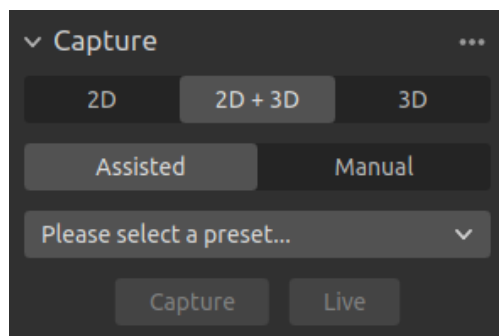 Capture
2D 2D + 3D 3D
Assisted Manual
Please select a preset...
Capture Live